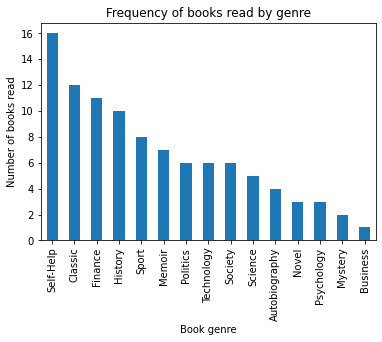 Frequency of books read by genre
Number of books read
16
14
12
10
8
6
4
2
0
Self-Help
Classic
Finance
History
Sport
Memoir
Politics
Technology
Society
Science
Autobiography
Novel
Psychology
Mystery
Business
Book genre